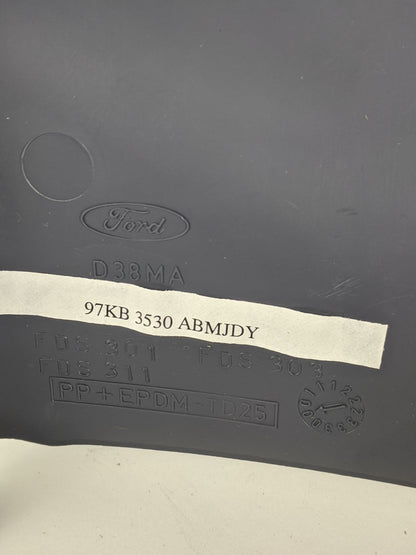 Ford
D38MA
97KB 3530 ABMJDY
FDS 301 FDS 303
FDS 311
PP+EPDM-TD25